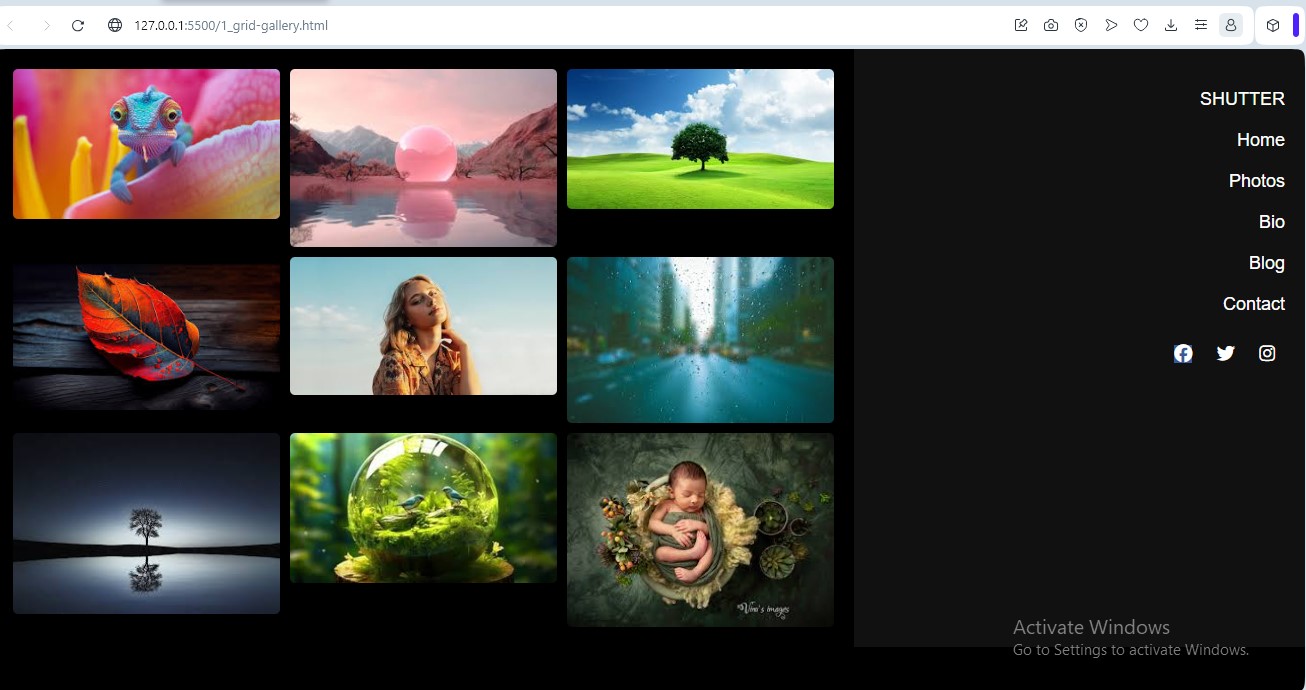 127.0.0.1:5500/1_grid-gallery.html
SHUTTER
Home
Photos
Bio
Blog
Contact
Vino's images
Activate Windows
Go to Settings to activate Windows.